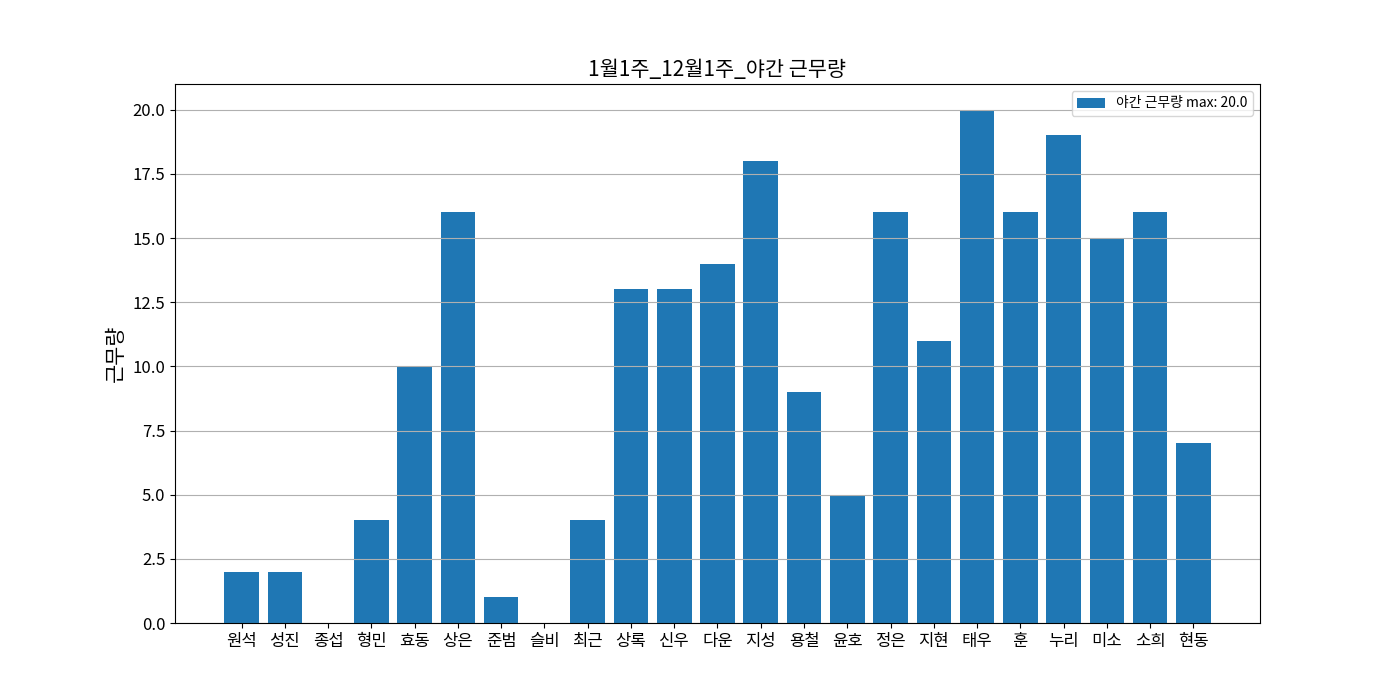 1월1주_12월1주_야간 근무량
야간 근무량 max: 20.0
근무량
20.0
17.5
15.0
12.5
10.0
7.5
5.0
2.5
0.0
원석 성진 종섭 형민 효동 상은 준범 슬비 최근 상록 신우 다운 지성 용철 윤호 정은 지현 태우 훈 누리 미소 소희 현동